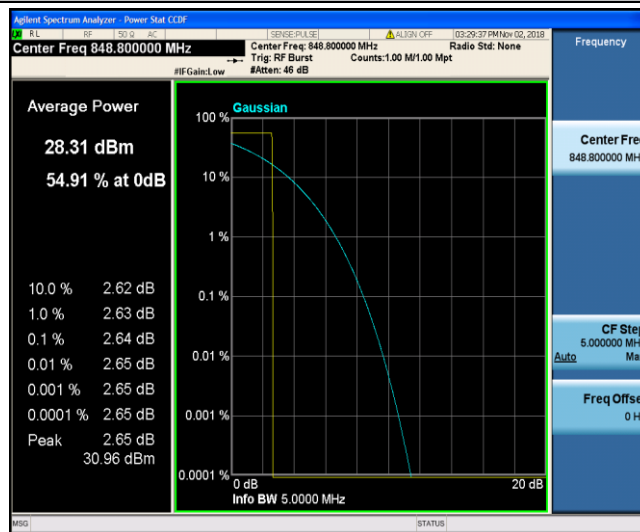 Agilent Spectrum Analyzer - Power Stat CCDF
RL RF 50 Ω AC SENSE:PULSE ALIGN OFF 03:29:37 PM Nov 02, 2018
Center Freq 848.800000 MHz
Center Freq: 848.800000 MHz Radio Std: None
Trig: RF Burst Counts:1.00 M/1.00 Mpt
#IFGain:Low #Atten: 46 dB
Frequency
Average Power
28.31 dBm
54.91 % at 0dB
10.0 % 2.62 dB
1.0 % 2.63 dB
0.1 % 2.64 dB
0.01 % 2.65 dB
0.001 % 2.65 dB
0.0001 % 2.65 dB
Peak 2.65 dB
30.96 dBm
Gaussian
100 %
10 %
1 %
0.1 %
0.01 %
0.001 %
0.0001 %
0 dB 20 dB
Info BW 5.0000 MHz
Center Fre
848.800000 MH
CF Step
5.000000 MH
Auto Ma
Freq Offse
0 H
MSG STATUS